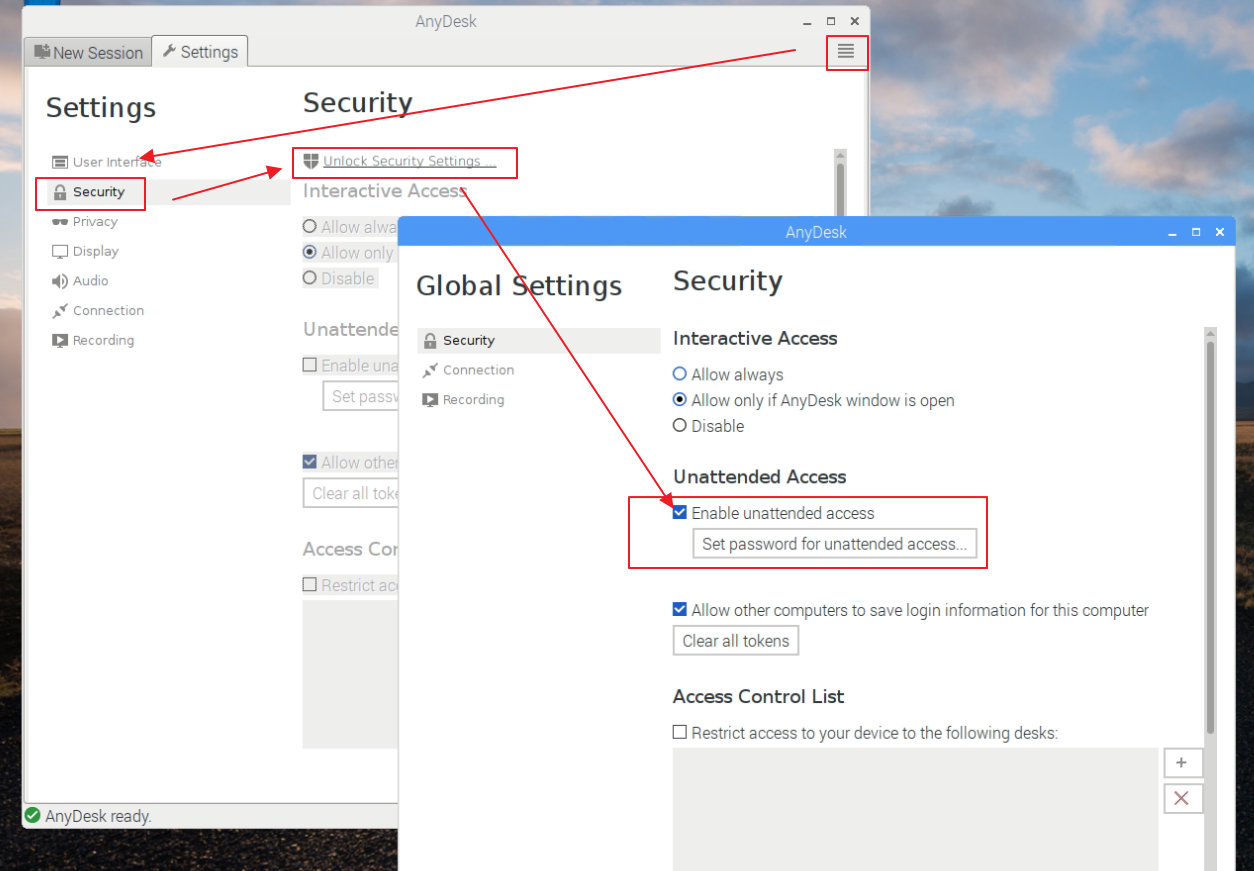 AnyDesk
New Session
Settings
Settings
User Interface
Security
Privacy
Display
Audio
Connection
Recording
Security
Unlock Security Settings ...
Interactive Access
Allow alwa
Allow only
Disable
Unattende
Enable una
Set passw
Allow other
Clear all toke
Access Con
Restrict acc
AnyDesk ready.
AnyDesk
Global Settings
Security
Connection
Recording
Security
Interactive Access
Allow always
Allow only if AnyDesk window is open
Disable
Unattended Access
Enable unattended access
Set password for unattended access...
Allow other computers to save login information for this computer
Clear all tokens
Access Control List
Restrict access to your device to the following desks: